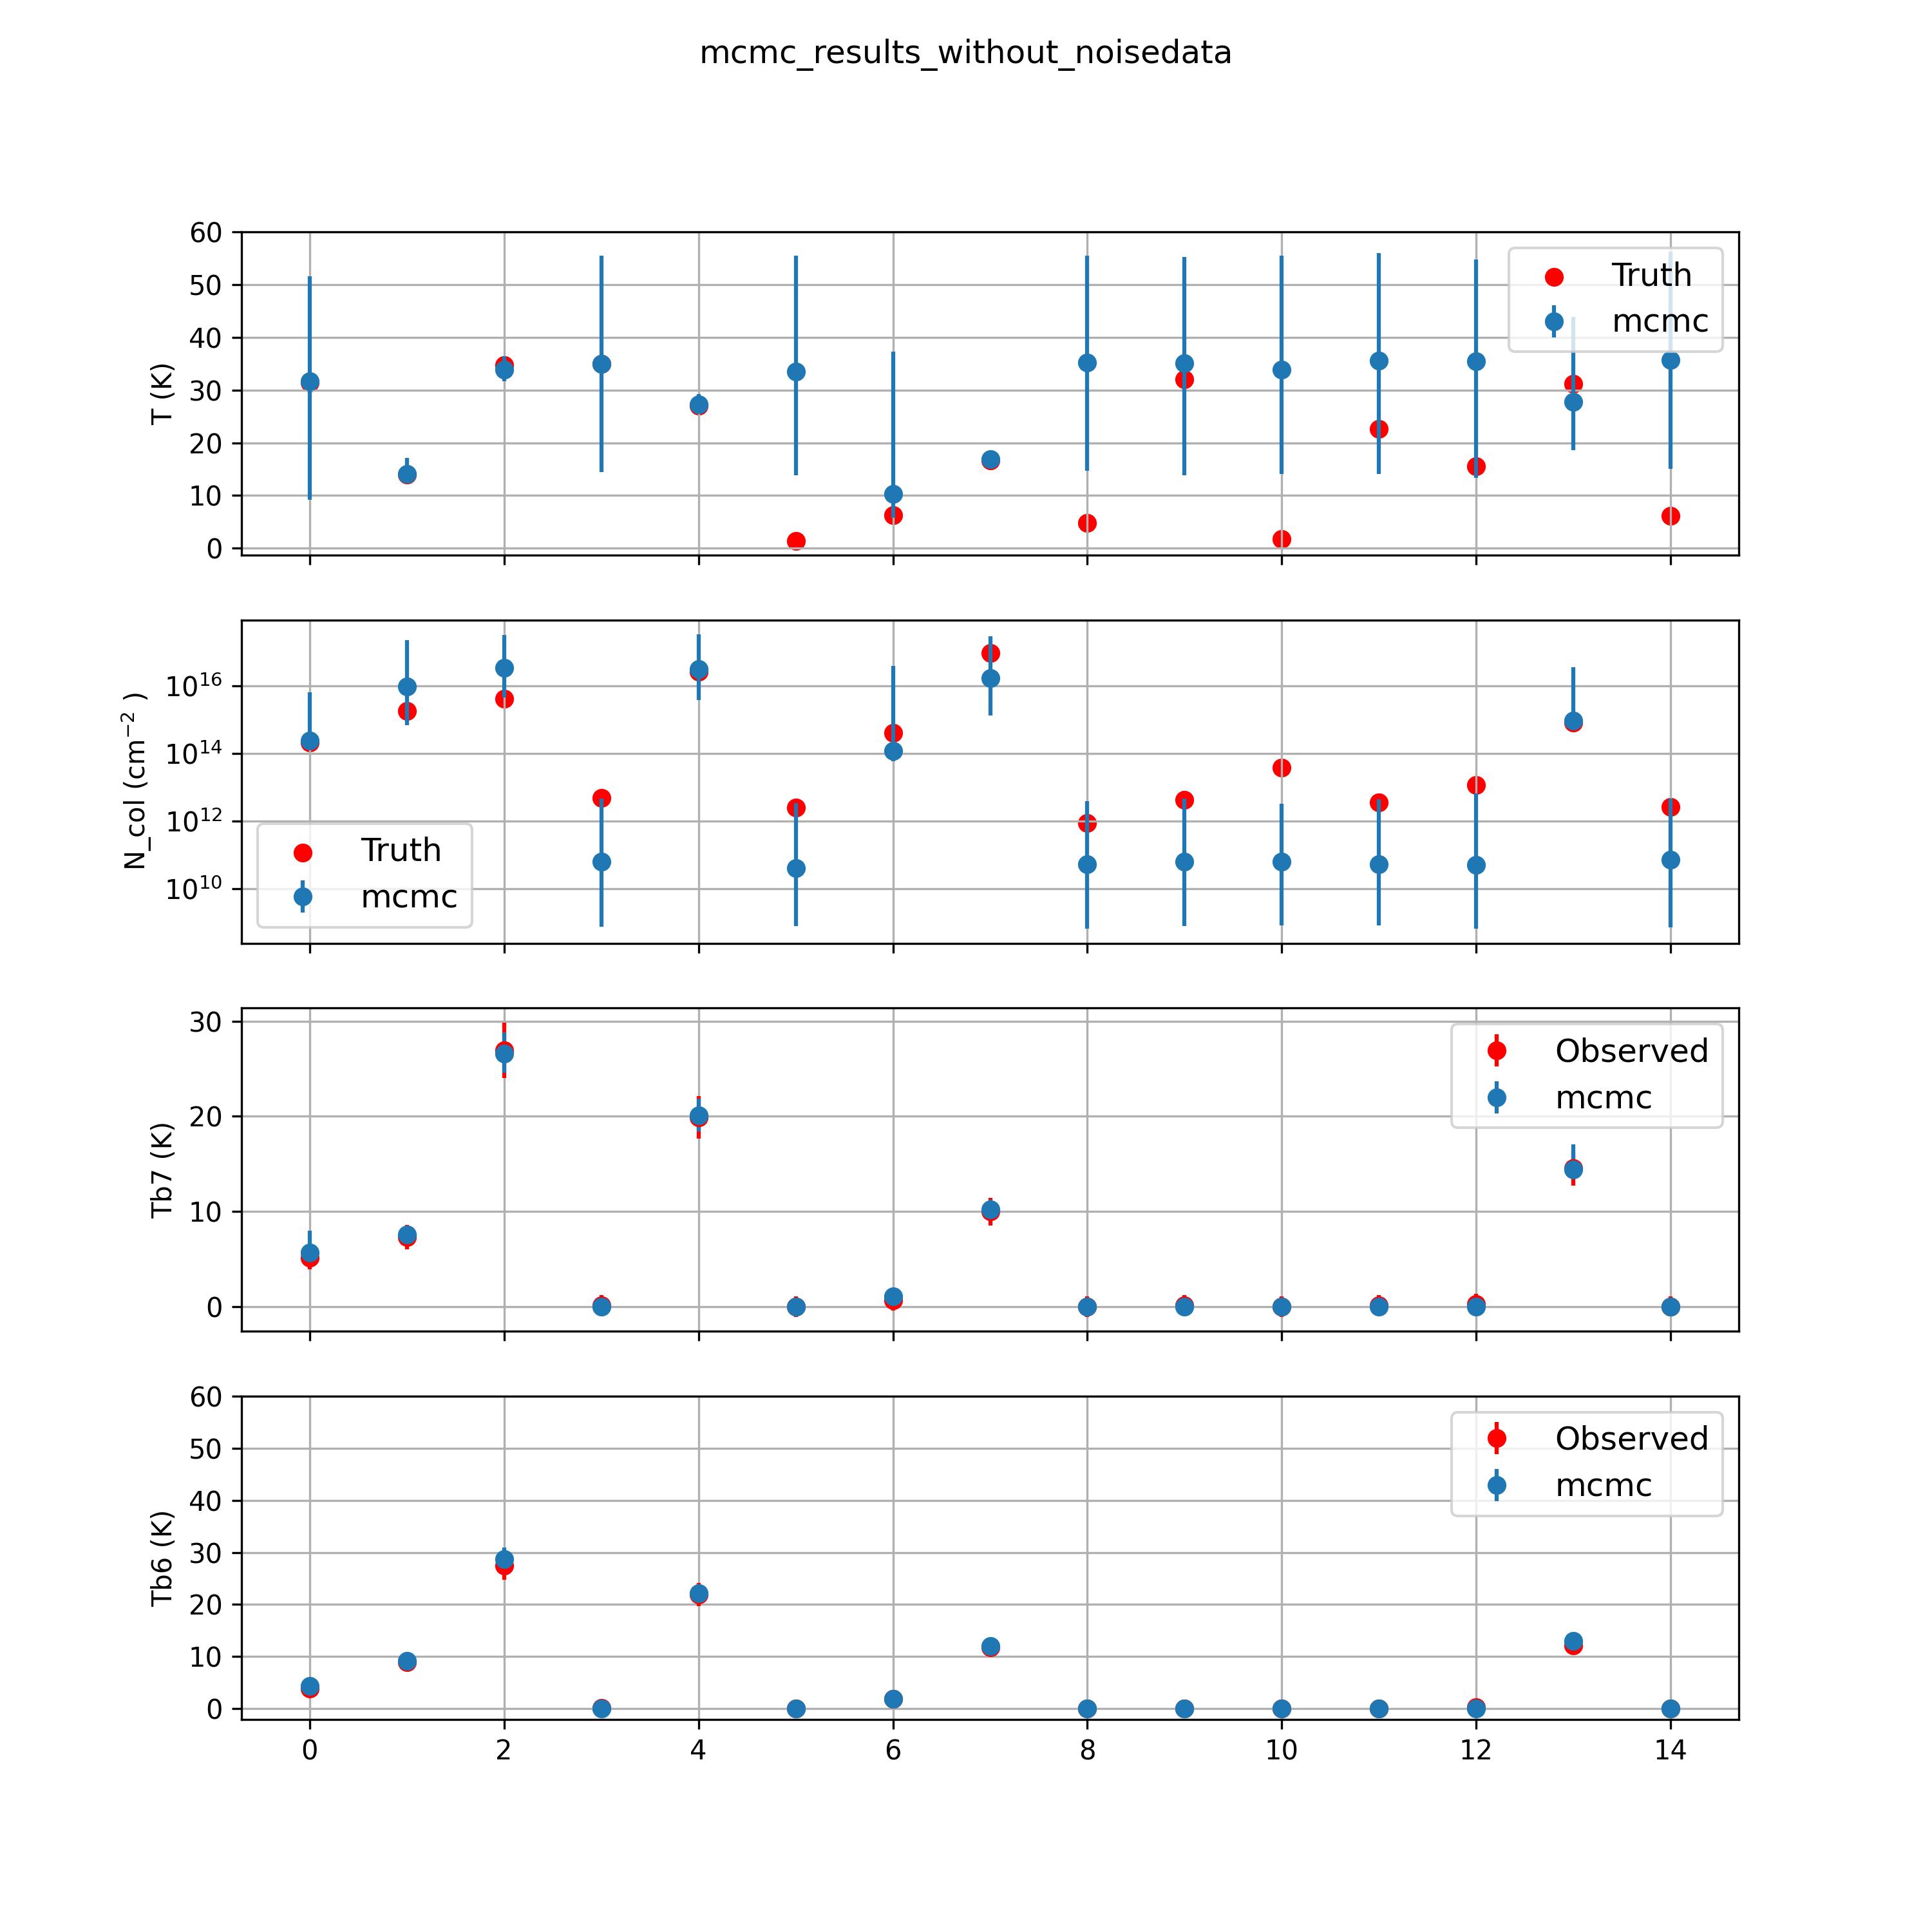 mcmc_results_without_noisedata
60
50
40
30
20
10
0
T (K)
Truth
mcmc
10^16
10^14
10^12
10^10
N_col (cm^−2 )
Truth
mcmc
30
20
10
0
Tb7 (K)
Observed
mcmc
60
50
40
30
20
10
0
Tb6 (K)
Observed
mcmc
0 2 4 6 8 10 12 14